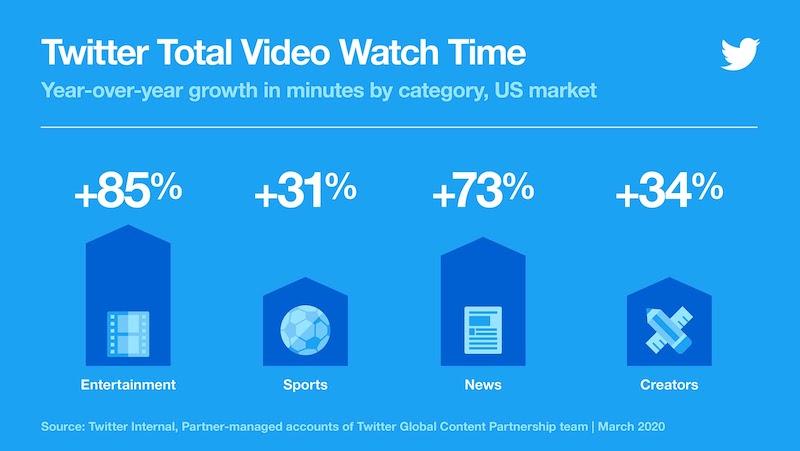 Twitter Total Video Watch Time
Year-over-year growth in minutes by category, US market
+85%
+31%
+73%
+34%
Entertainment
Sports
News
Creators
Source: Twitter Internal, Partner-managed accounts of Twitter Global Content Partnership team | March 2020